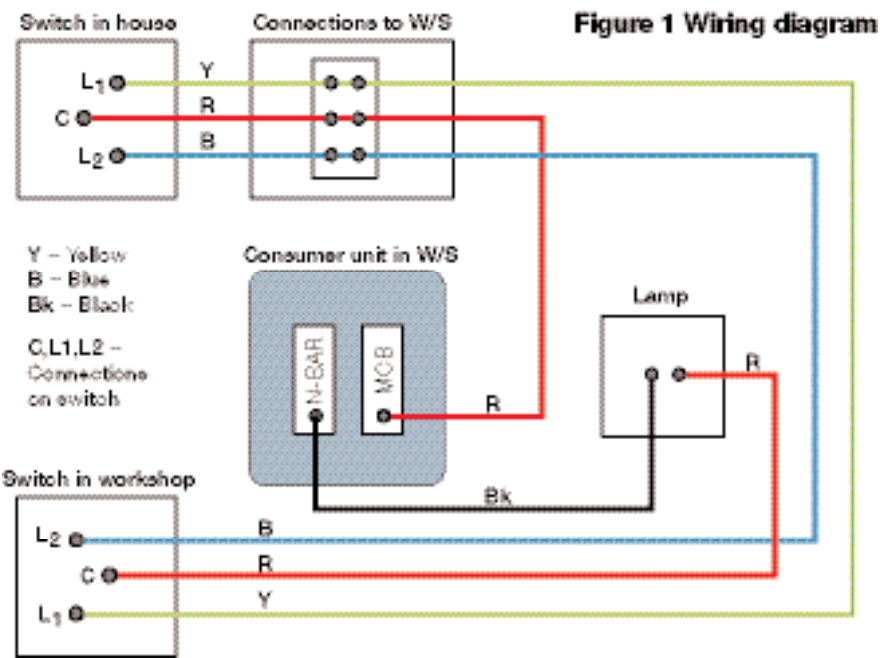 Switch in house
Connections to W/S
Figure 1 Wiring diagram
L1
Y
C
R
L2
B
Y – Yellow
B – Blue
Bk – Black
C,L1,L2 –
Connections
on switch
Consumer unit in W/S
N-BAR
MCB
R
Lamp
R
Bk
Switch in workshop
L2
B
C
R
L1
Y